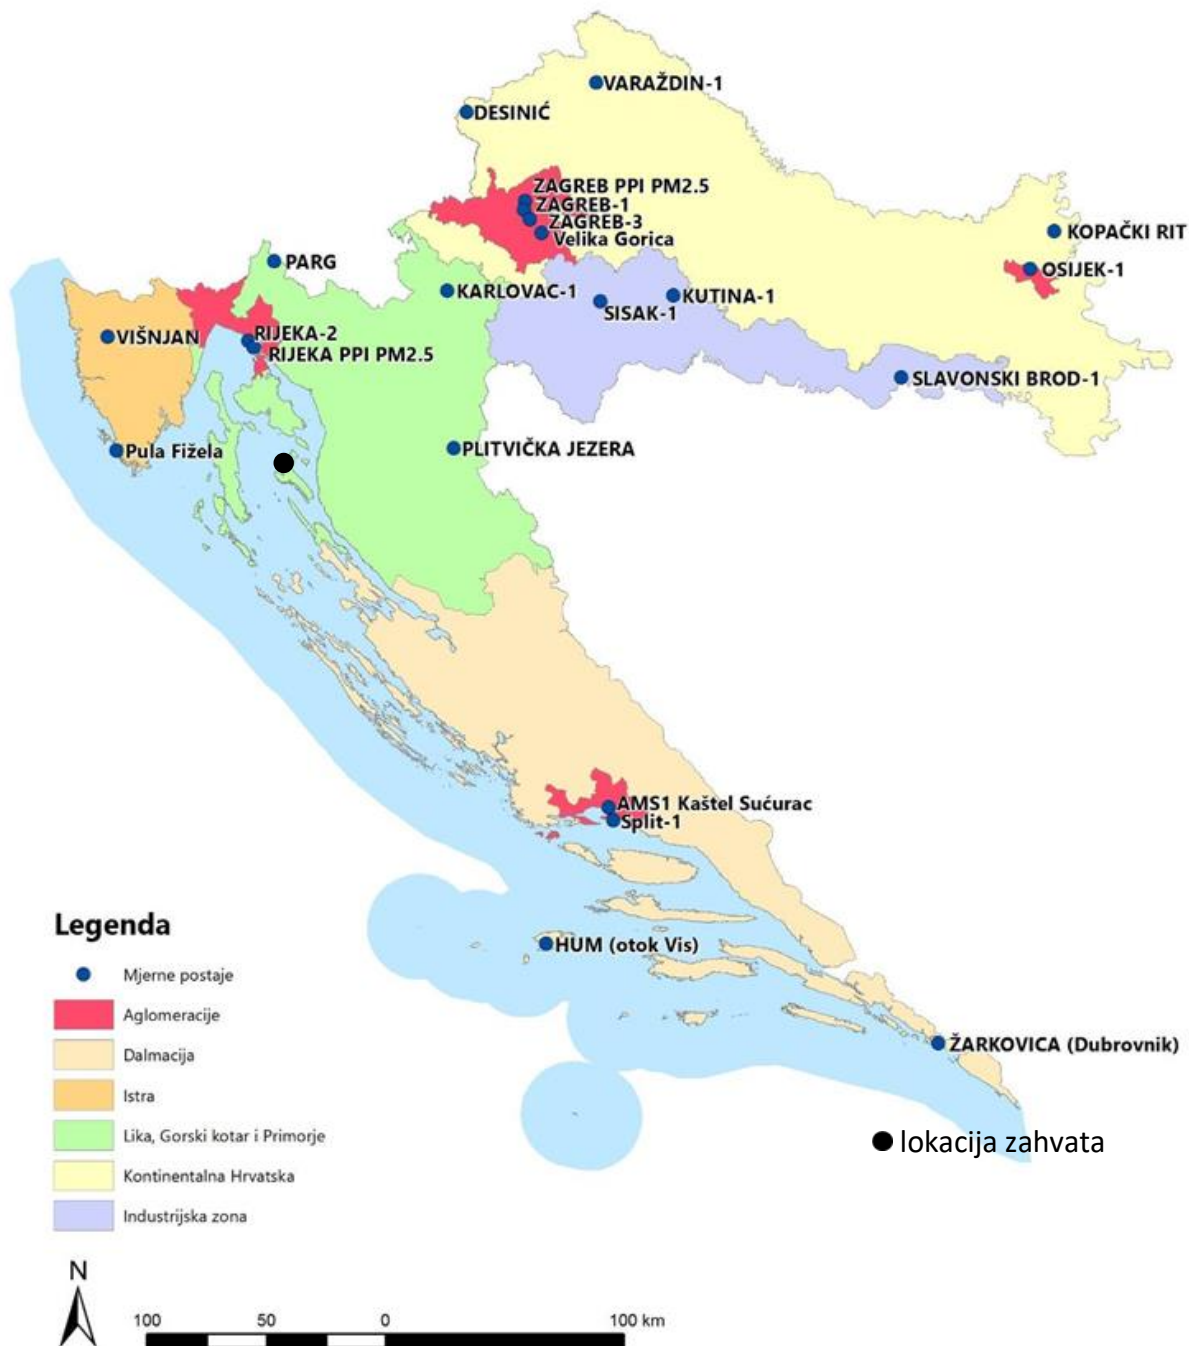 VARAŽDIN-1
DESINIĆ
ZAGREB PPI PM2.5
ZAGREB-1
ZAGREB-3
Velika Gorica
KOPAČKI RIT
PARG
OSIJEK-1
KARLOVAC-1
KUTINA-1
SISAK-1
VIŠNJAN
RIJEKA-2
RIJEKA PPI PM2.5
SLAVONSKI BROD-1
Pula Fižela
PLITVIČKA JEZERA
AMS1 Kaštel Sućurac
Split-1
HUM (otok Vis)
ŽARKOVICA (Dubrovnik)
lokacija zahvata
Legenda
Mjerne postaje
Aglomeracije
Dalmacija
Istra
Lika, Gorski kotar i Primorje
Kontinentalna Hrvatska
Industrijska zona
N
100 50 0 100 km